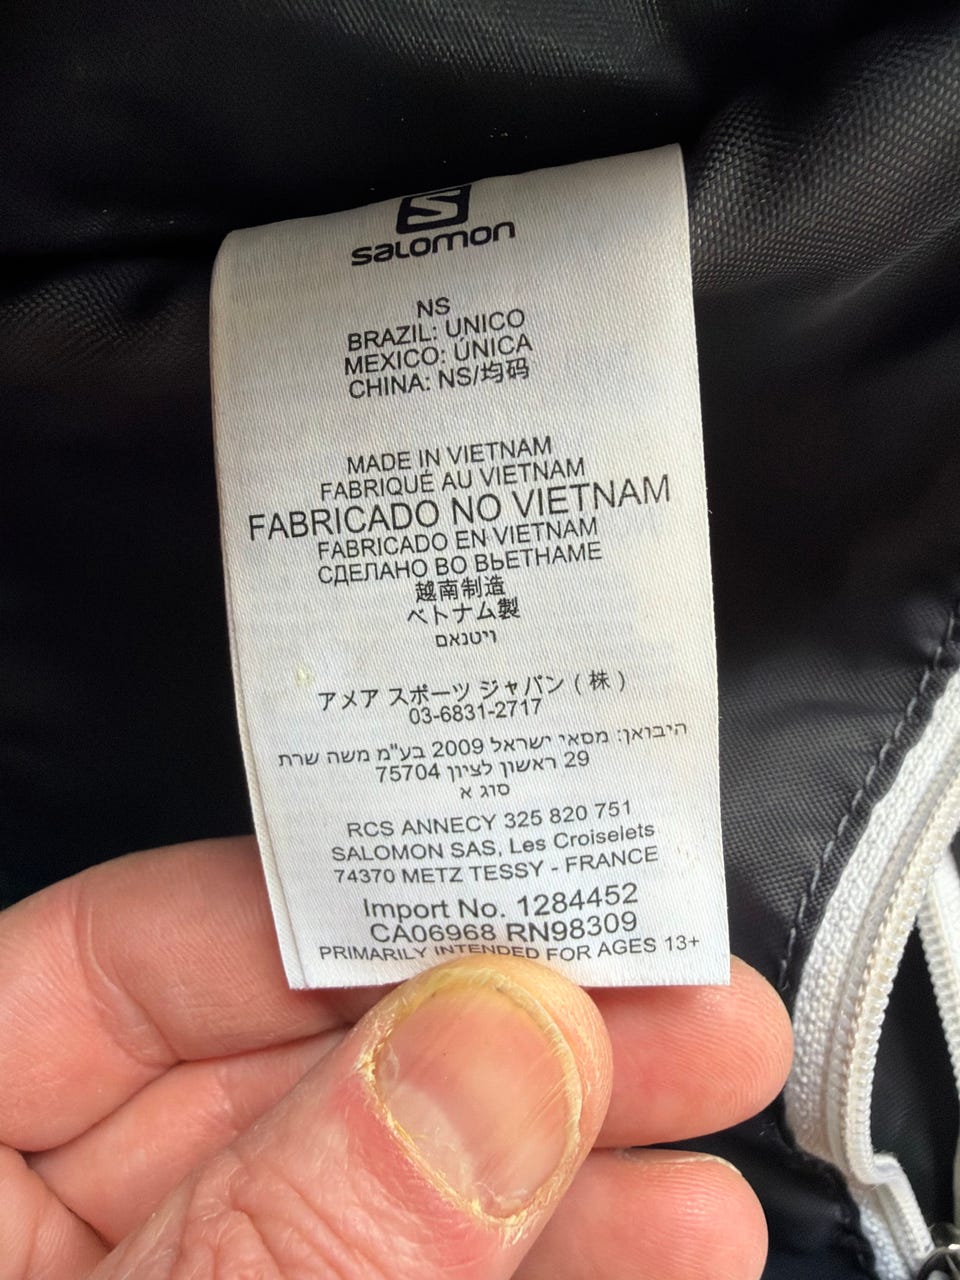 salomon
NS
BRAZIL: ÚNICO
MEXICO: ÚNICA
CHINA: NS/均码
MADE IN VIETNAM
FABRIQUÉ AU VIETNAM
FABRICADO NO VIETNAM
FABRICADO EN VIETNAM
СДЕЛАНО ВО ВЬЕТНАМЕ
越南制造
ベトナム製
ויטנאם
アメア スポーツ ジャパン ( 株 )
03-6831-2717
היבואן: מסאי ישראל 2009 בע"מ משה שרת
29 ראשון לציון 75704
סוג א
RCS ANNECY 325 820 751
SALOMON SAS, Les Croiselets
74370 METZ TESSY - FRANCE
Import No. 1284452
CA06968 RN98309
PRIMARILY INTENDED FOR AGES 13+